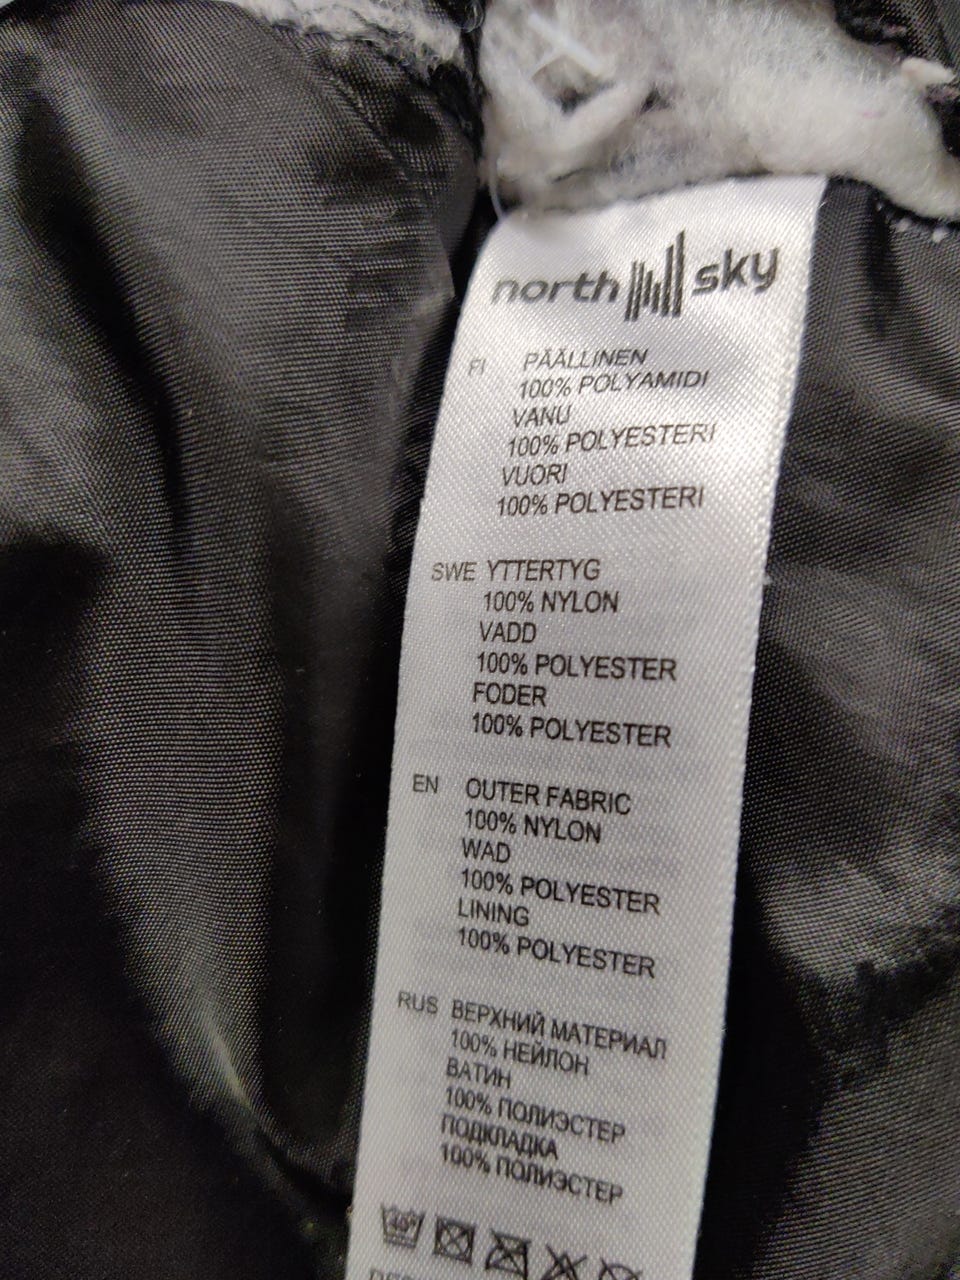 north sky
FI PÄÄLLINEN
100% POLYAMIDI
VANU
100% POLYESTERI
VUORI
100% POLYESTERI
SWE YTTERTYG
100% NYLON
VADD
100% POLYESTER
FODER
100% POLYESTER
EN OUTER FABRIC
100% NYLON
WAD
100% POLYESTER
LINING
100% POLYESTER
RUS ВЕРХНИЙ МАТЕРИАЛ
100% НЕЙЛОН
ВАТИН
100% ПОЛИЭСТЕР
ПОДКЛАДКА
100% ПОЛИЭСТЕР
30°